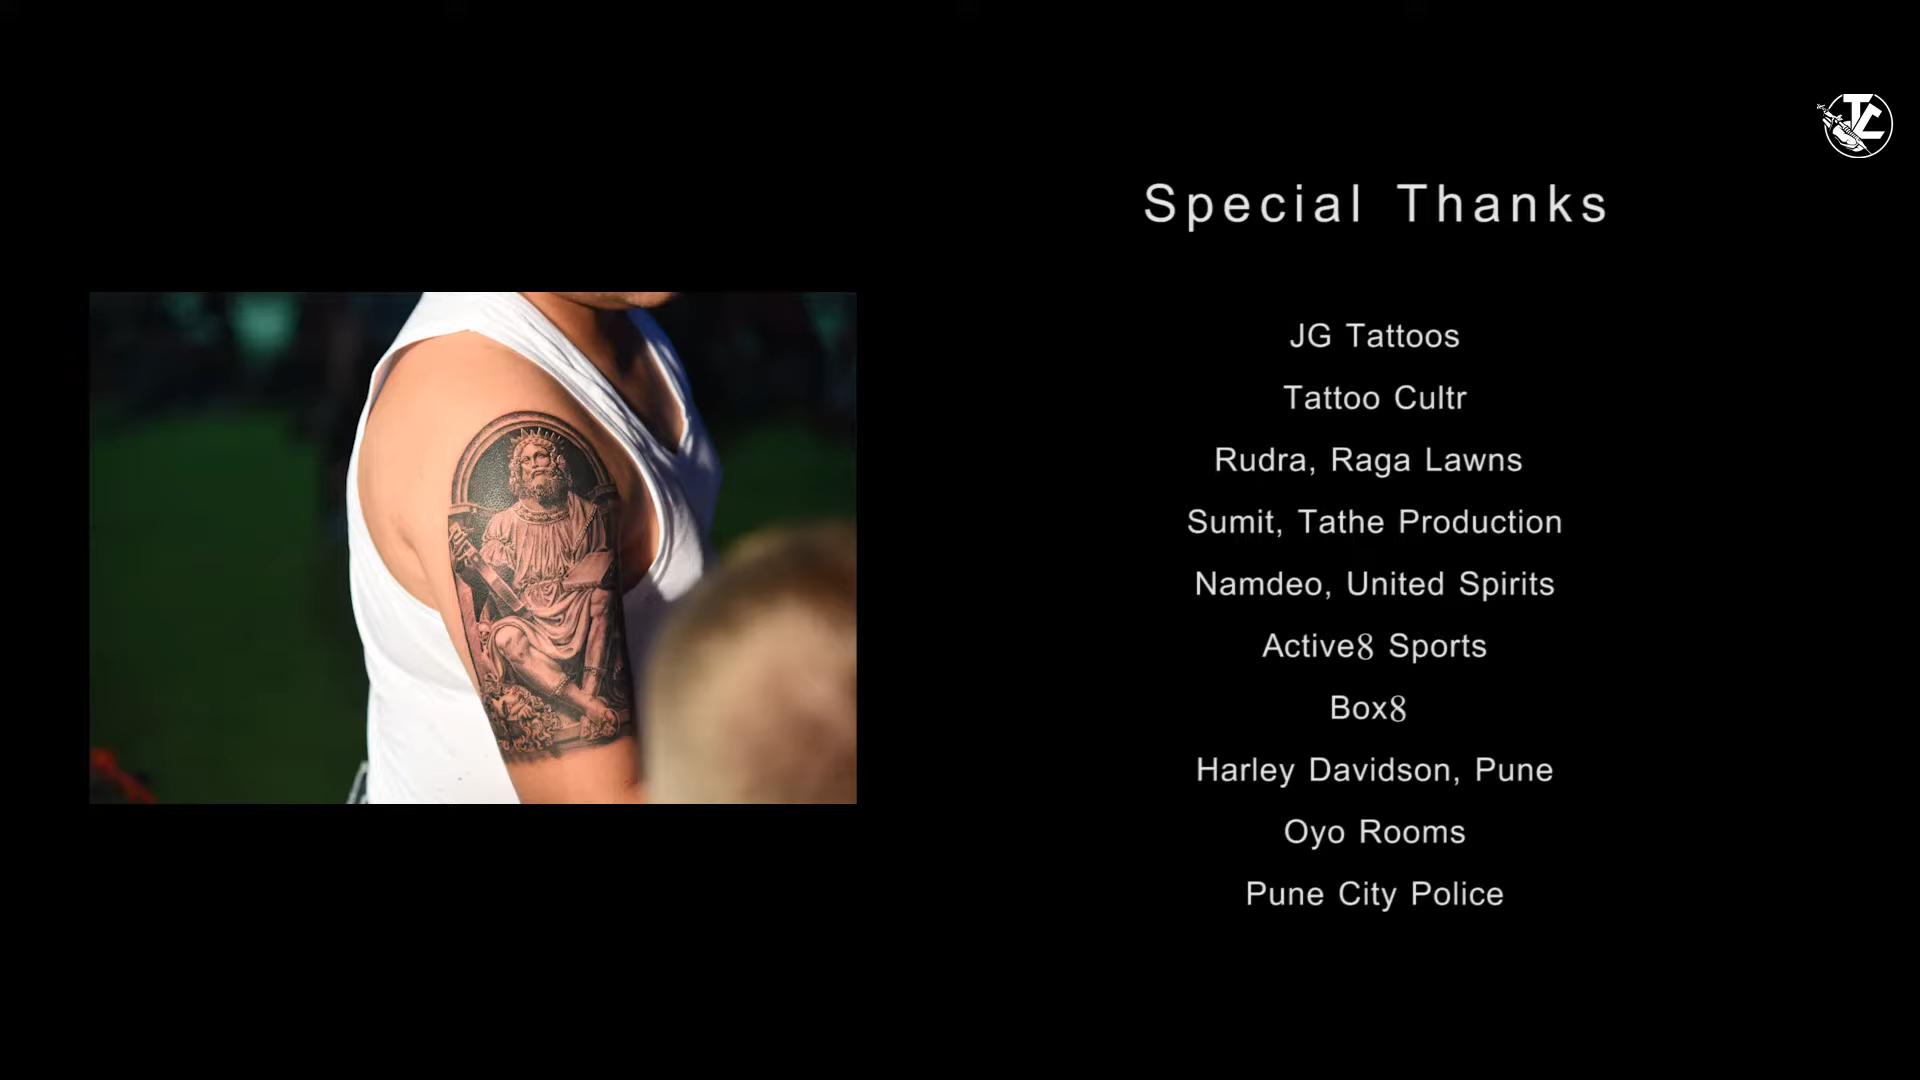 TC
Special Thanks
JG Tattoos
Tattoo Cultr
Rudra, Raga Lawns
Sumit, Tathe Production
Namdeo, United Spirits
Active8 Sports
Box8
Harley Davidson, Pune
Oyo Rooms
Pune City Police